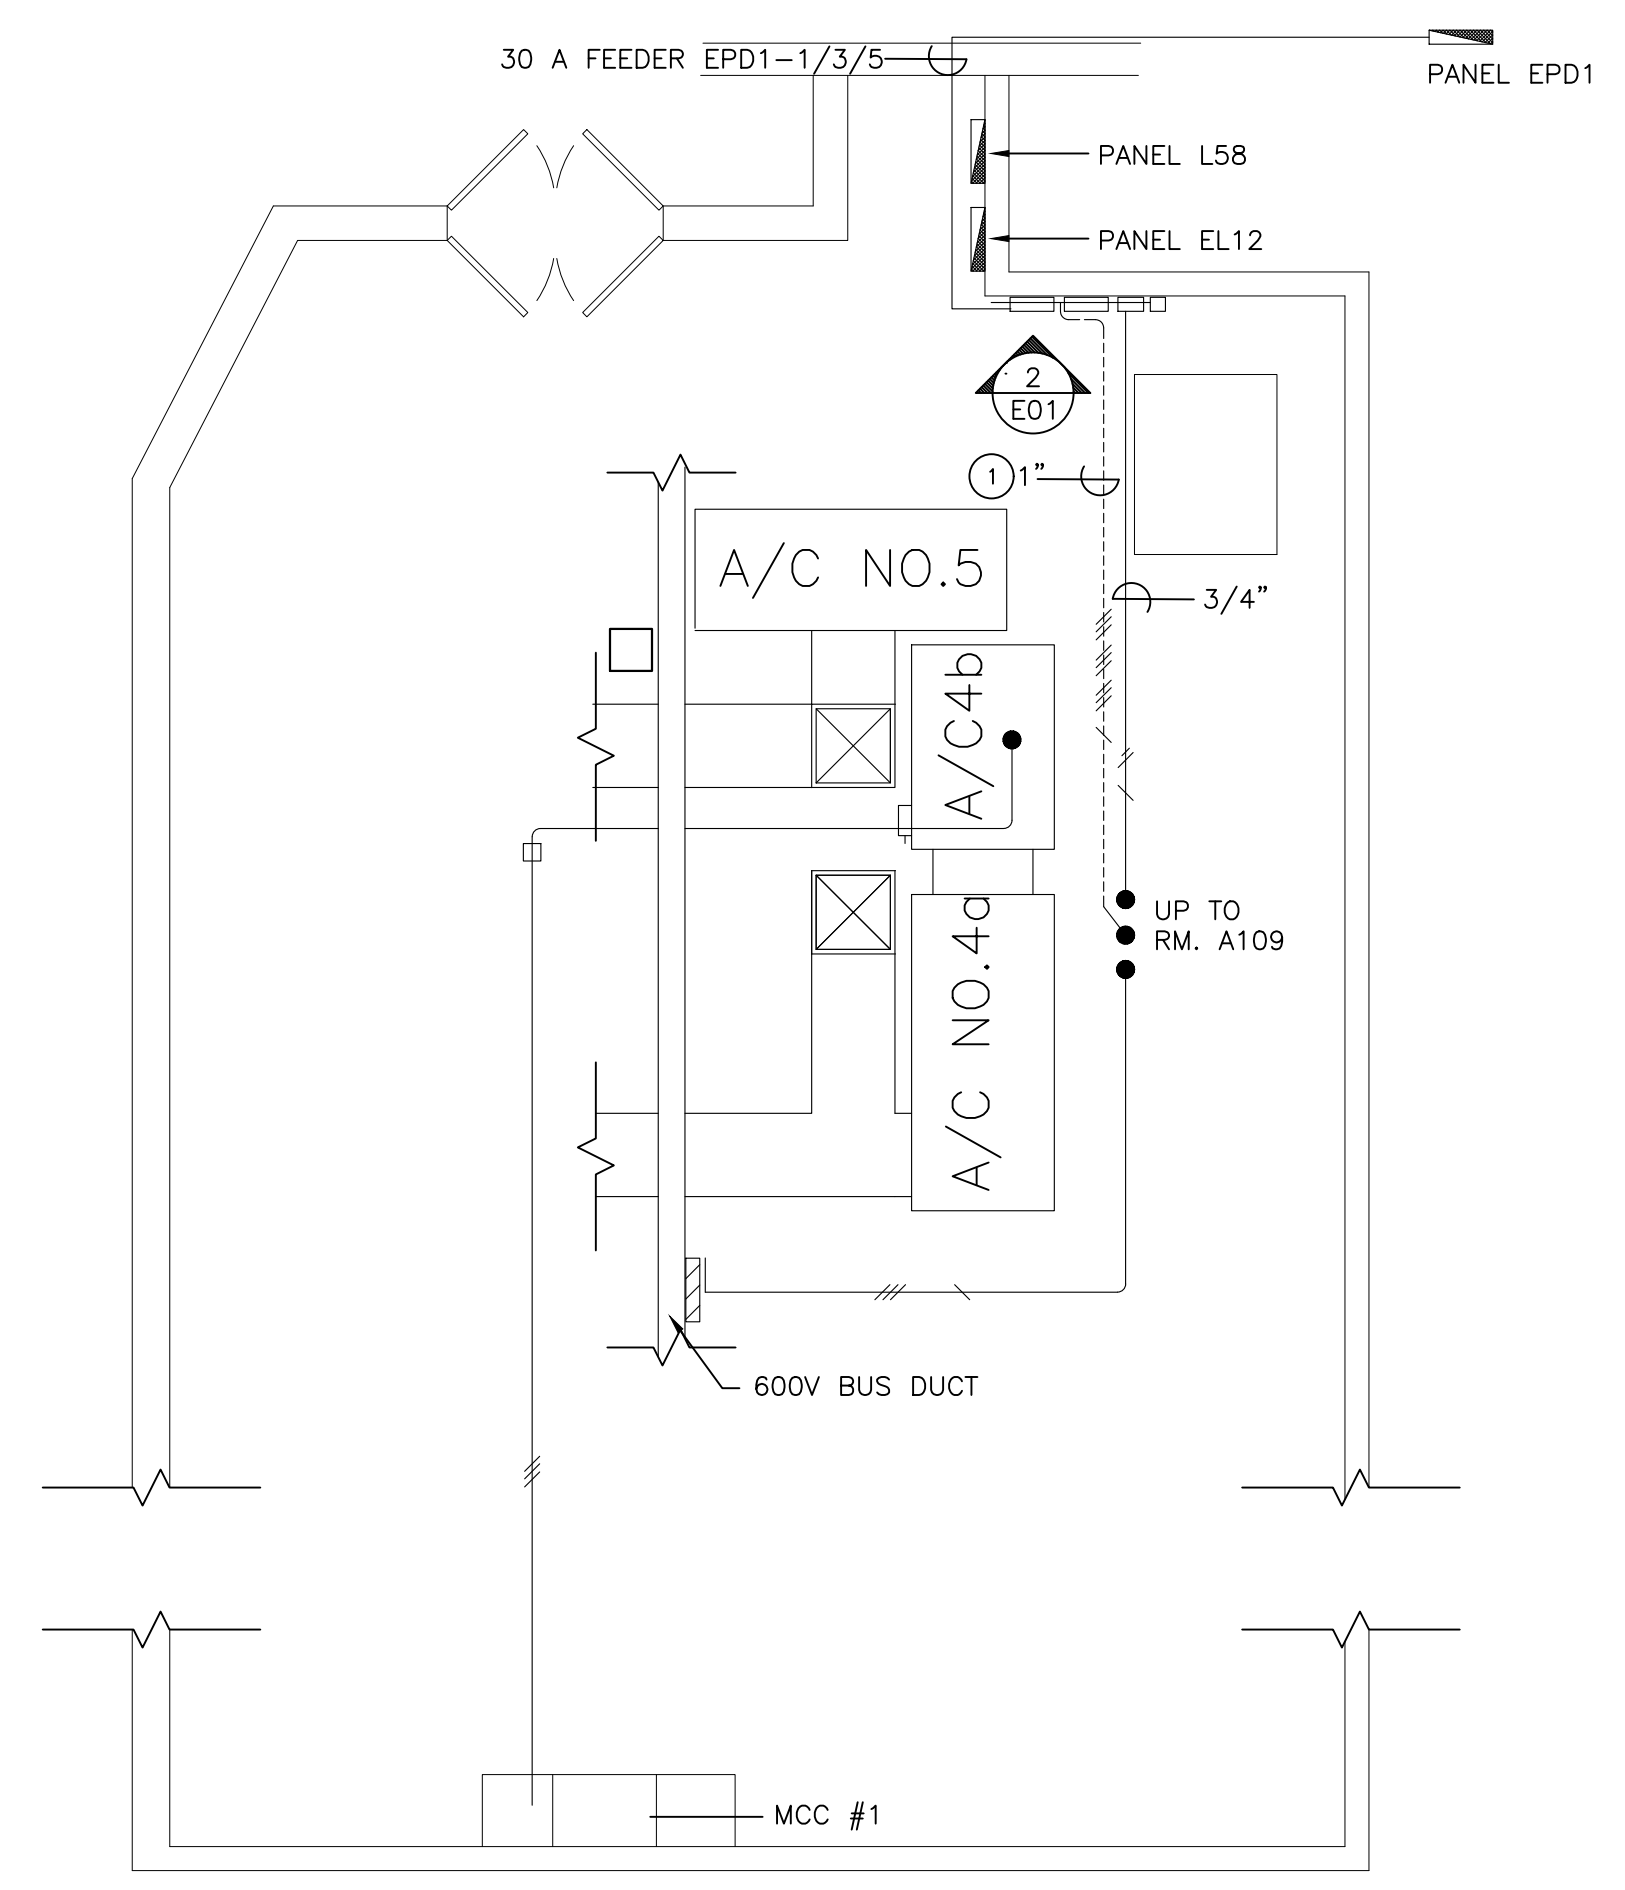 30 A FEEDER EPD1-1/3/5
PANEL EPD1
PANEL L58
PANEL EL12
2
E01
1 1"
A/C NO.5
3/4"
A/C4b
UP TO
RM. A109
A/C NO.4a
600V BUS DUCT
MCC #1